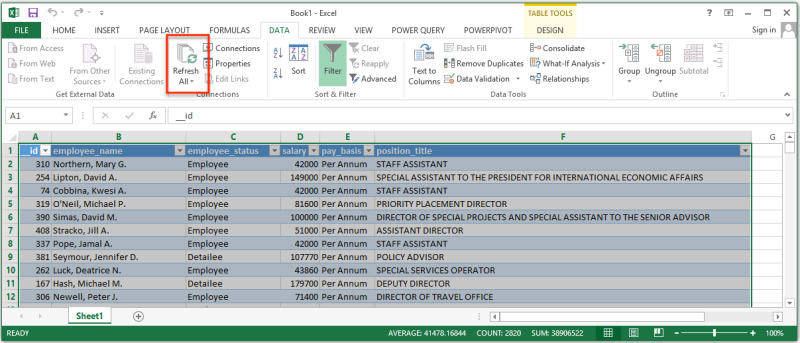 Book1 - Excel
TABLE TOOLS
FILE HOME INSERT PAGE LAYOUT FORMULAS DATA REVIEW VIEW POWER QUERY POWERPIVOT DESIGN Sign in
From Access
From Web
From Text
From Other Sources
Existing Connections
Get External Data
Refresh All
Connections
Properties
Edit Links
Connections
Sort
Filter
Clear
Reapply
Advanced
Sort & Filter
Text to Columns
Flash Fill
Remove Duplicates
Data Validation
Consolidate
What-If Analysis
Relationships
Data Tools
Group
Ungroup
Subtotal
Outline
A1 fx __id
A B C D E F G
1 __id employee_name employee_status salary pay_basis position_title
2 310 Northern, Mary G. Employee 42000 Per Annum STAFF ASSISTANT
3 254 Lipton, David A. Employee 149000 Per Annum SPECIAL ASSISTANT TO THE PRESIDENT FOR INTERNATIONAL ECONOMIC AFFAIRS
4 74 Cobbina, Kwesi A. Employee 42000 Per Annum STAFF ASSISTANT
5 319 O'Neil, Michael P. Employee 81600 Per Annum PRIORITY PLACEMENT DIRECTOR
6 390 Simas, David M. Employee 100000 Per Annum DIRECTOR OF SPECIAL PROJECTS AND SPECIAL ASSISTANT TO THE SENIOR ADVISOR
7 408 Stracko, Jill A. Employee 51000 Per Annum ASSISTANT DIRECTOR
8 337 Pope, Jamal A. Employee 42000 Per Annum STAFF ASSISTANT
9 381 Seymour, Jennifer D. Detailee 107770 Per Annum POLICY ADVISOR
10 262 Luck, Deatrice N. Employee 43860 Per Annum SPECIAL SERVICES OPERATOR
11 167 Hash, Michael M. Detailee 179700 Per Annum DEPUTY DIRECTOR
12 306 Newell, Peter J. Employee 71400 Per Annum DIRECTOR OF TRAVEL OFFICE
Sheet1
READY AVERAGE: 41478.16844 COUNT: 2820 SUM: 38906522 100%